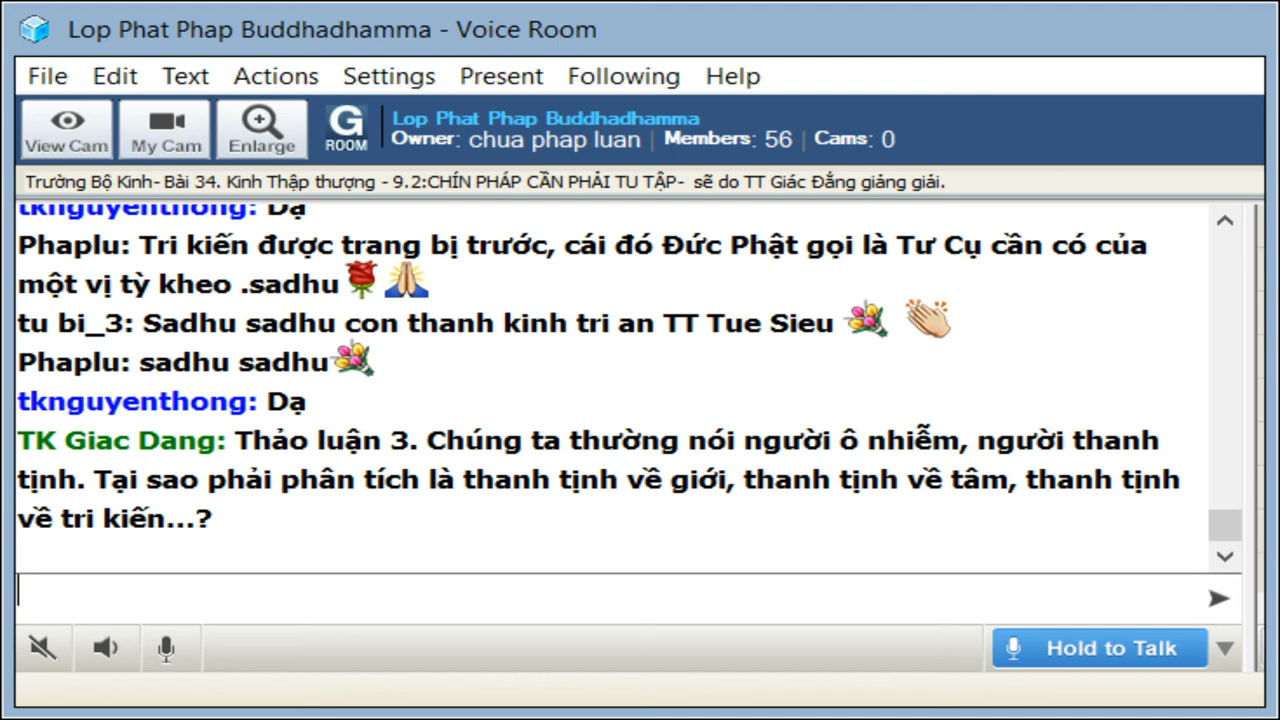 Lop Phat Phap Buddhadhamma - Voice Room
File Edit Text Actions Settings Present Following Help
View Cam My Cam Enlarge G ROOM
Lop Phat Phap Buddhadhamma
Owner: chua phap luan | Members: 56 | Cams: 0
Trường Bộ Kinh- Bài 34. Kinh Thập thượng - 9.2:CHÍN PHÁP CẦN PHẢI TU TẬP- sẽ do TT Giác Đẳng giảng giải.
tknguyenthong: Dạ
Phaplu: Tri kiến được trang bị trước, cái đó Đức Phật gọi là Tư Cụ cần có của
một vị tỳ kheo .sadhu
tu bi_3: Sadhu sadhu con thanh kinh tri an TT Tue Sieu
Phaplu: sadhu sadhu
tknguyenthong: Dạ
TK Giac Dang: Thảo luận 3. Chúng ta thường nói người ô nhiễm, người thanh
tịnh. Tại sao phải phân tích là thanh tịnh về giới, thanh tịnh về tâm, thanh tịnh
về tri kiến...?
Hold to Talk